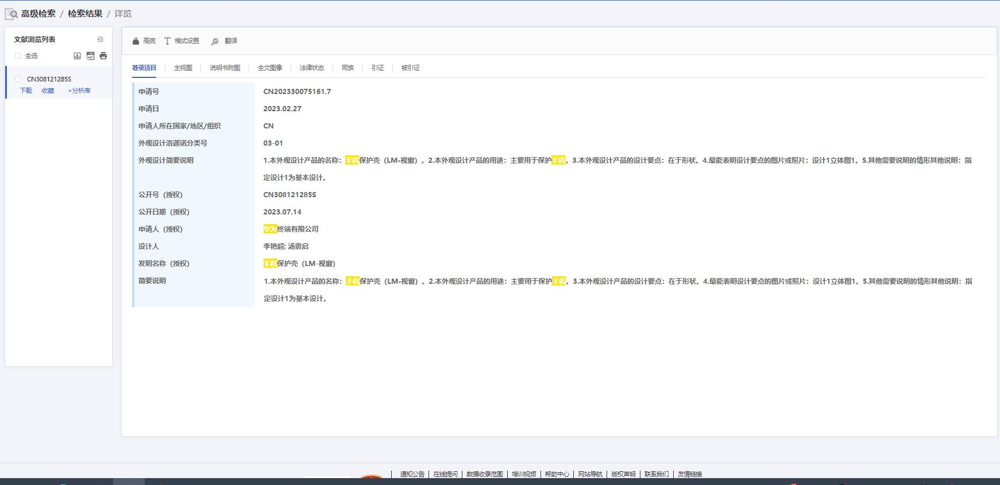 高级检索 / 检索结果 / 详览
文献浏览列表
全选
CN308121285S
下载 收藏 +分析库
高亮 格式设置 翻译
著录项目 主视图 说明书附图 全文图像 法律状态 同族 引证 被引证
申请号 CN202330075161.7
申请日 2023.02.27
申请人所在国家/地区/组织 CN
外观设计洛迦诺分类号 03-01
外观设计简要说明 1.本外观设计产品的名称：手机保护壳（LM-视窗）。2.本外观设计产品的用途：主要用于保护手机。3.本外观设计产品的设计要点：在于形状。4.最能表明设计要点的图片或照片：设计1立体图1。5.其他需要说明的情形其他说明：指
定设计1为基本设计。
公开号（授权） CN308121285S
公开日期（授权） 2023.07.14
申请人（授权） 华为终端有限公司
设计人 李艳超; 汤震启
发明名称（授权） 手机保护壳（LM-视窗）
简要说明 1.本外观设计产品的名称：手机保护壳（LM-视窗）。2.本外观设计产品的用途：主要用于保护手机。3.本外观设计产品的设计要点：在于形状。4.最能表明设计要点的图片或照片：设计1立体图1。5.其他需要说明的情形其他说明：指
定设计1为基本设计。
通知公告 | 在线提问 | 数据收录范围 | 培训视频 | 帮助中心 | 网站导航 | 版权声明 | 联系我们 | 友情链接